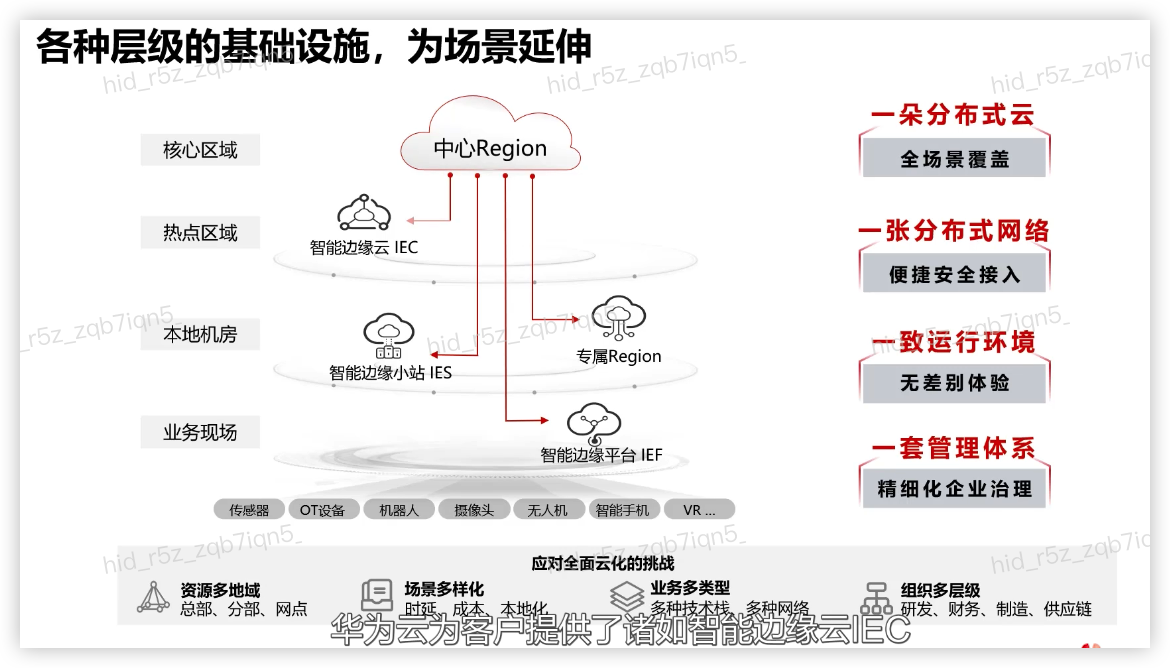 各种层级的基础设施，为场景延伸
hid_r5z_zqb7iqn5_
hid_r5z_zqb7iqn5_
hid_r5z_zqb7ic
核心区域
中心Region
一朵分布式云
全场景覆盖
热点区域
智能边缘云 IEC
一张分布式网络
便捷安全接入
_r5z_zqb7iqn5_
hid_r5z_zqb7iqn5_
hid_r5z_zqb7iqn5_
本地机房
智能边缘小站 IES
专属Region
一致运行环境
无差别体验
业务现场
智能边缘平台 IEF
一套管理体系
精细化企业治理
传感器 OT设备 机器人 摄像头 无人机 智能手机 VR ...
hid_r5z_zqb7iqn5_
hid_r5z_zqb7iqn5_
hid_r5z_zqb7ic
应对全面云化的挑战
资源多地域
总部、分部、网点
场景多样化
时延、成本、本地化
业务多类型
多种技术栈、多种网络
组织多层级
研发、财务、制造、供应链
华为云为客户提供了诸如智能边缘云IEC